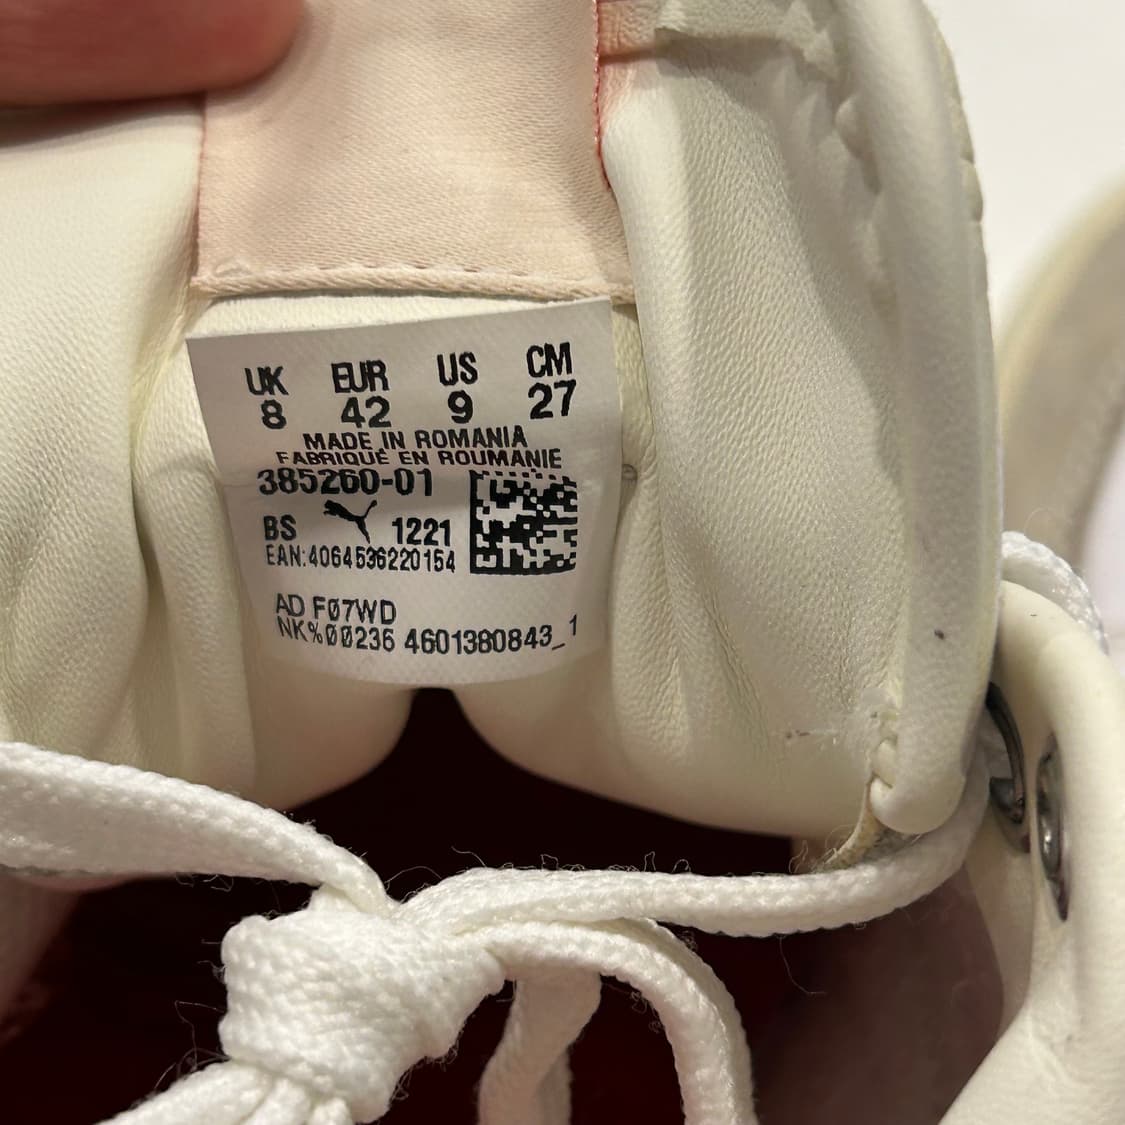 UK EUR US CM
8 42 9 27
MADE IN ROMANIA
FABRIQUÉ EN ROUMANIE
385260-01
BS 1221
EAN:4064536220154
AD F07WD
NK%00236 4601380843_1